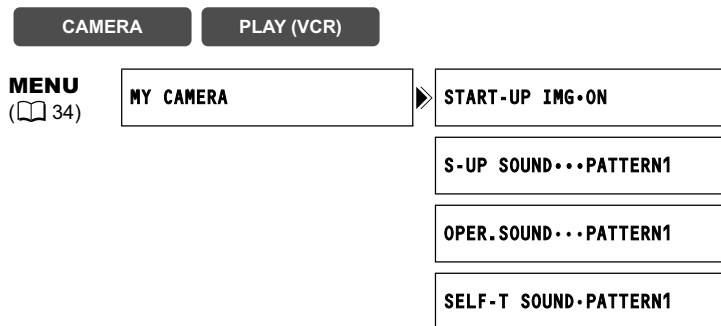 CAMERA PLAY (VCR)
MENU MY CAMERA START-UP IMG•ON
(34)
S-UP SOUND•••PATTERN1
OPER.SOUND•••PATTERN1
SELF-T SOUND•PATTERN1